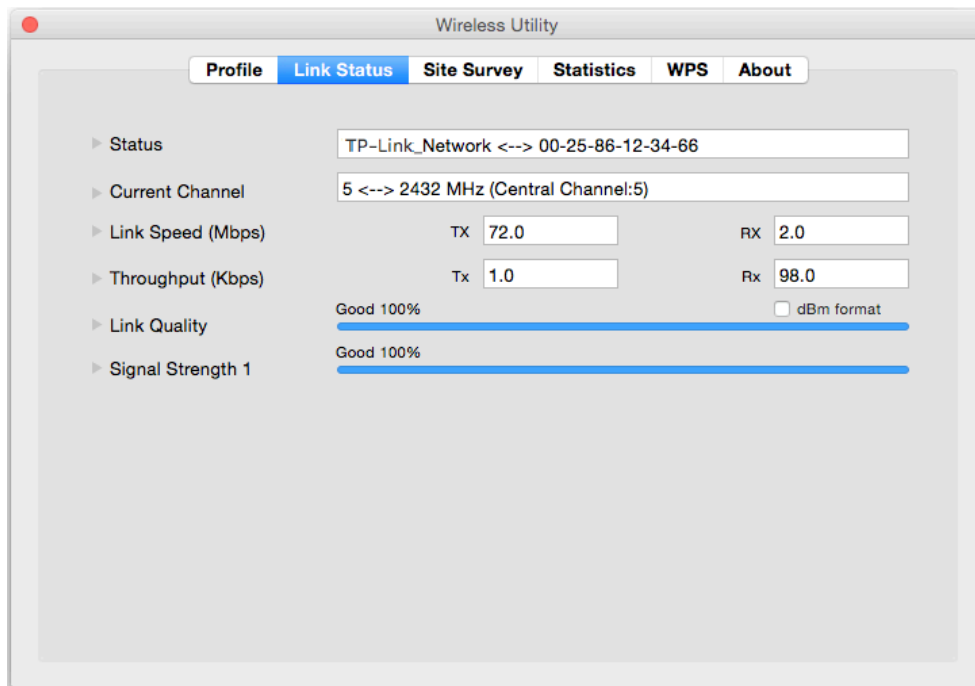 Wireless Utility
Profile Link Status Site Survey Statistics WPS About
Status TP-Link_Network <--> 00-25-86-12-34-66
Current Channel 5 <--> 2432 MHz (Central Channel:5)
Link Speed (Mbps) TX 72.0 RX 2.0
Throughput (Kbps) Tx 1.0 Rx 98.0
Good 100% dBm format
Link Quality
Good 100%
Signal Strength 1